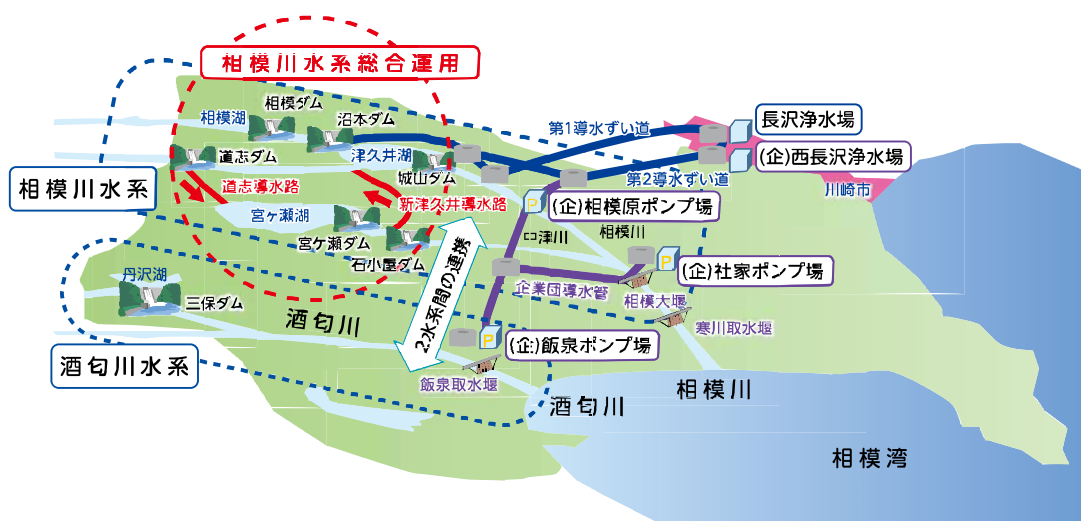 相模川水系総合運用
相模ダム
相模湖
沼本ダム
第1導水ずい道
長沢浄水場
道志ダム
津久井湖
城山ダム
(企)西長沢浄水場
第2導水ずい道
川崎市
相模川水系
道志導水路
新津久井導水路
(企)相模原ポンプ場
宮ヶ瀬湖
宮ケ瀬ダム
石小屋ダム
津川
相模川
2水系間の連携
(企)社家ポンプ場
丹沢湖
三保ダム
企業団導水管
相模大堰
寒川取水堰
酒匂川
(企)飯泉ポンプ場
酒匂川水系
飯泉取水堰
酒匂川
相模川
相模湾
P
P
P